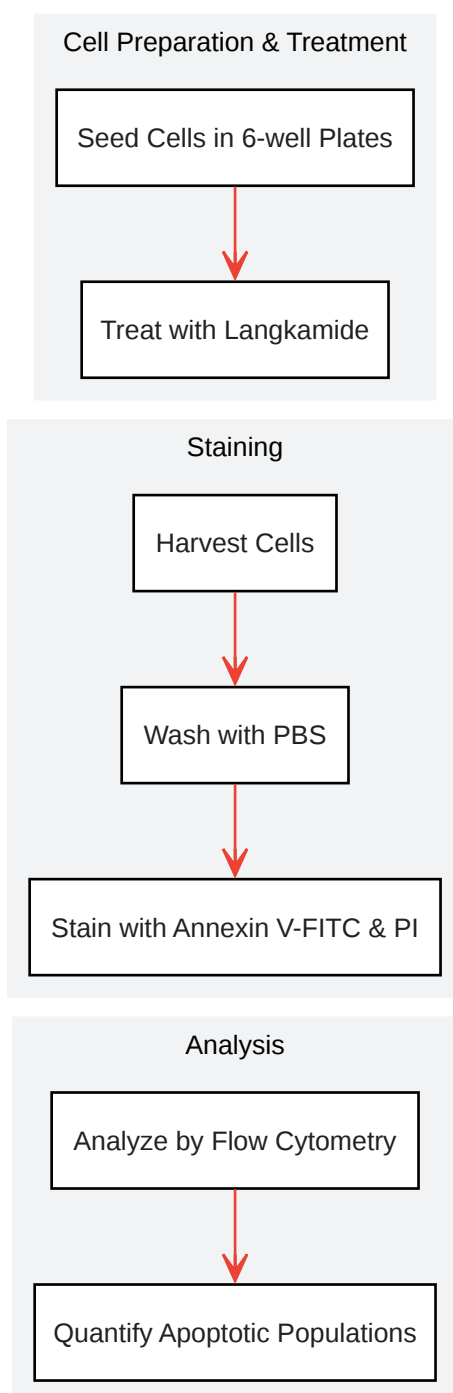 Cell Preparation & Treatment
Seed Cells in 6-well Plates
Treat with Langkamide
Staining
Harvest Cells
Wash with PBS
Stain with Annexin V-FITC & PI
Analysis
Analyze by Flow Cytometry
Quantify Apoptotic Populations